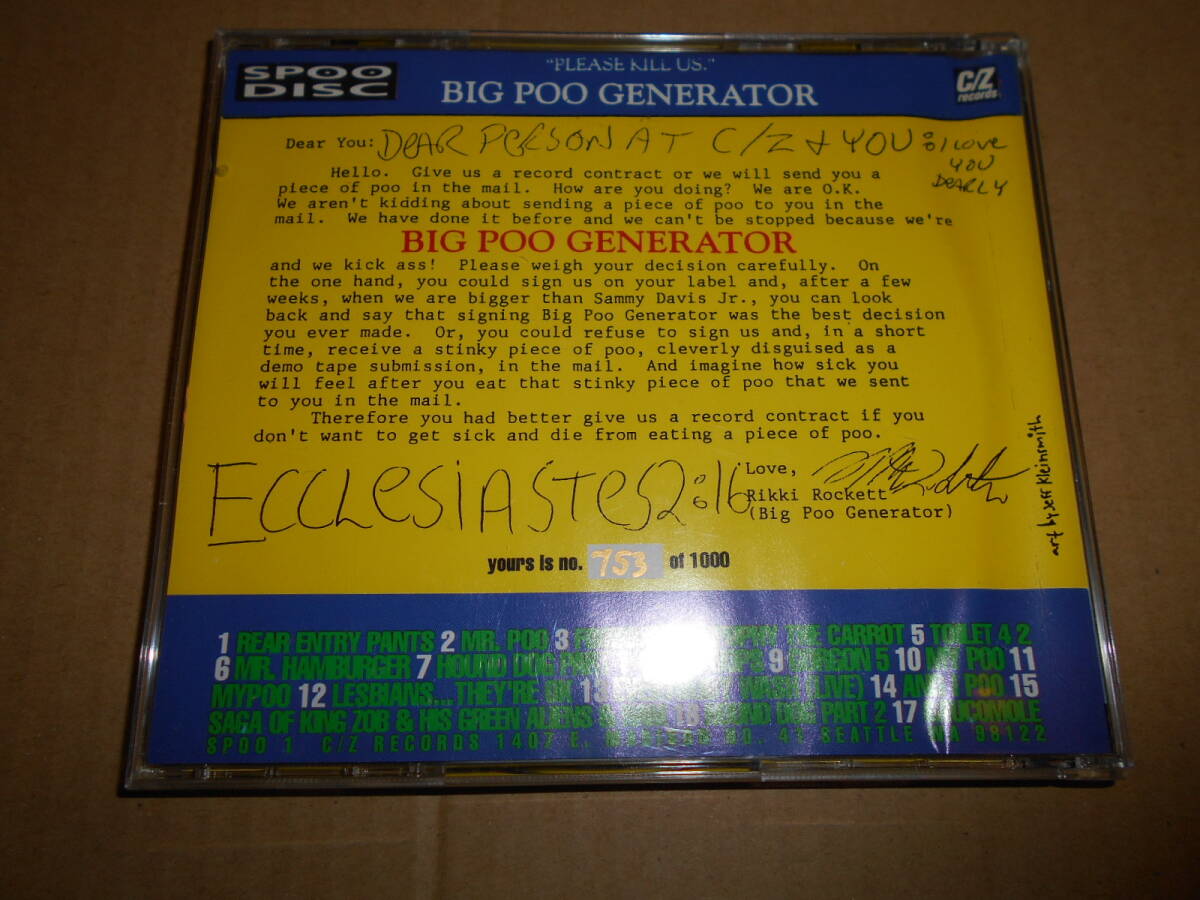 SPOO
DISC
"PLEASE KILL US."
BIG POO GENERATOR
C/Z
records
Dear You: DEAR PERSON AT C/Z & YOU: I Love
YOU
DEARLY
Hello. Give us a record contract or we will send you a
piece of poo in the mail. How are you doing? We are O.K.
We aren't kidding about sending a piece of poo to you in the
mail. We have done it before and we can't be stopped because we're
BIG POO GENERATOR
and we kick ass! Please weigh your decision carefully. On
the one hand, you could sign us on your label and, after a few
weeks, when we are bigger than Sammy Davis Jr., you can look
back and say that signing Big Poo Generator was the best decision
you ever made. Or, you could refuse to sign us and, in a short
time, receive a stinky piece of poo, cleverly disguised as a
demo tape submission, in the mail. And imagine how sick you
will feel after you eat that stinky piece of poo that we sent
to you in the mail.
Therefore you had better give us a record contract if you
don't want to get sick and die from eating a piece of poo.
Ecclesiastes 2:16
Love,
Rikki Rockett
(Big Poo Generator)
art by Jeff Kleinsmith
yours is no. 753 of 1000
1 REAR ENTRY PANTS 2 MR. POO 3 THE CARROT 5 TOILET 4 2
6 MR. HAMBURGER 7 HOUND DOG 9 5 10 POO 11
MYPOO 12 LESBIANS...THEY'RE OK 13 (LIVE) 14 POO 15
SAGA OF KING ZOB & HIS GREEN ALIENS DOG PART 2 17
SPOO 1 C/Z RECORDS 1407 E. SEATTLE WA 98122